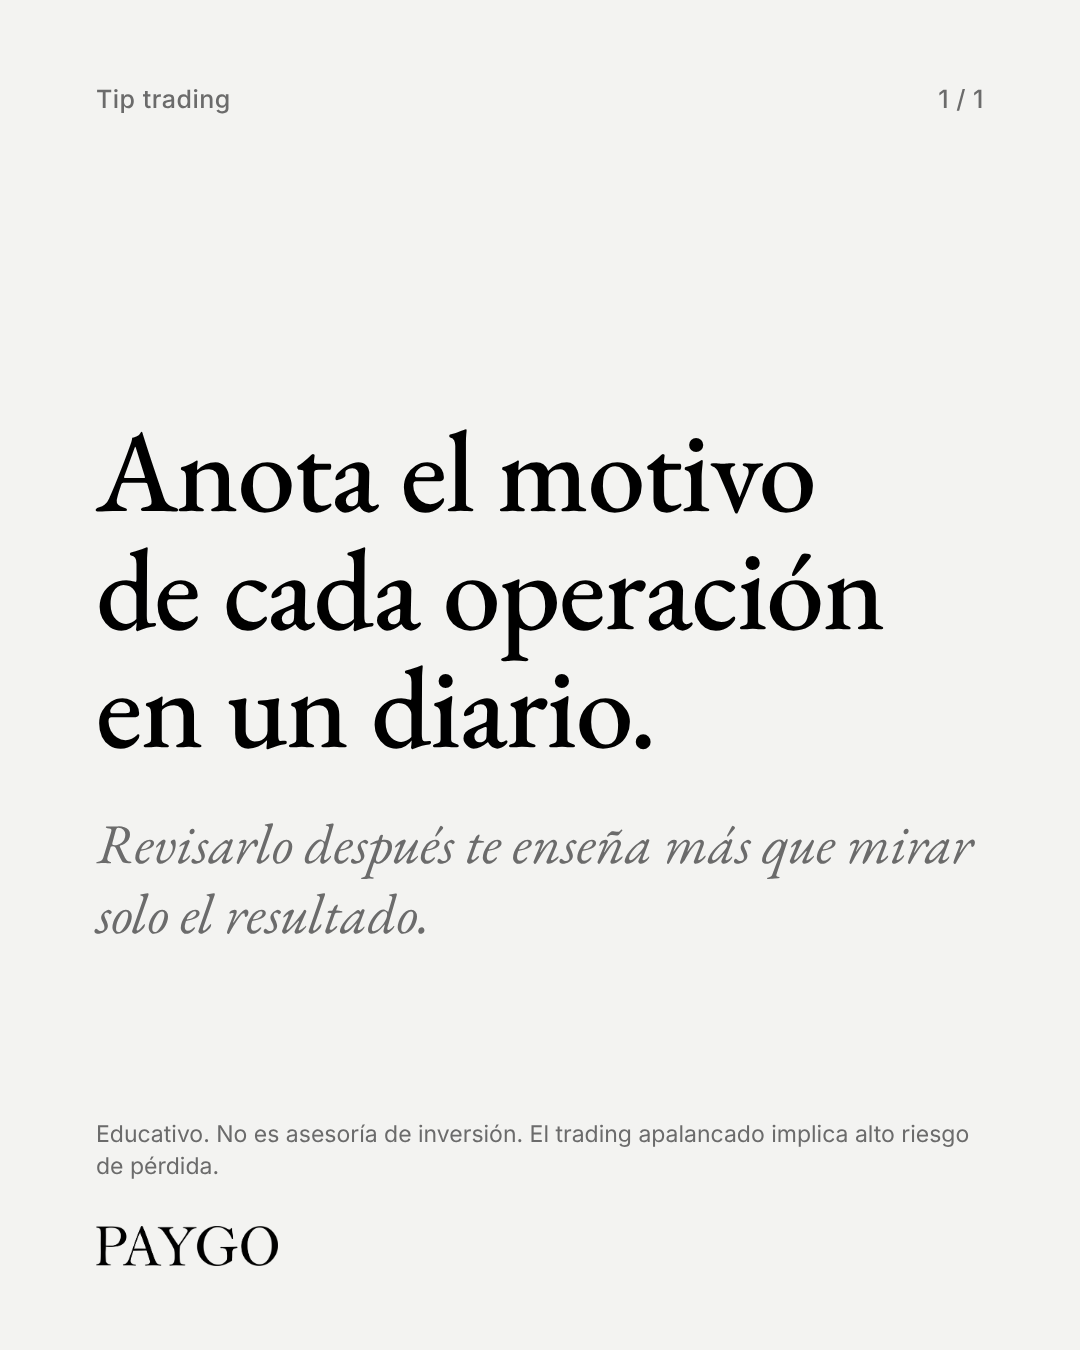 Tip trading
1 / 1
Anota el motivo
de cada operación
en un diario.
Revisarlo después te enseña más que mirar
solo el resultado.
Educativo. No es asesoría de inversión. El trading apalancado implica alto riesgo
de pérdida.
PAYGO